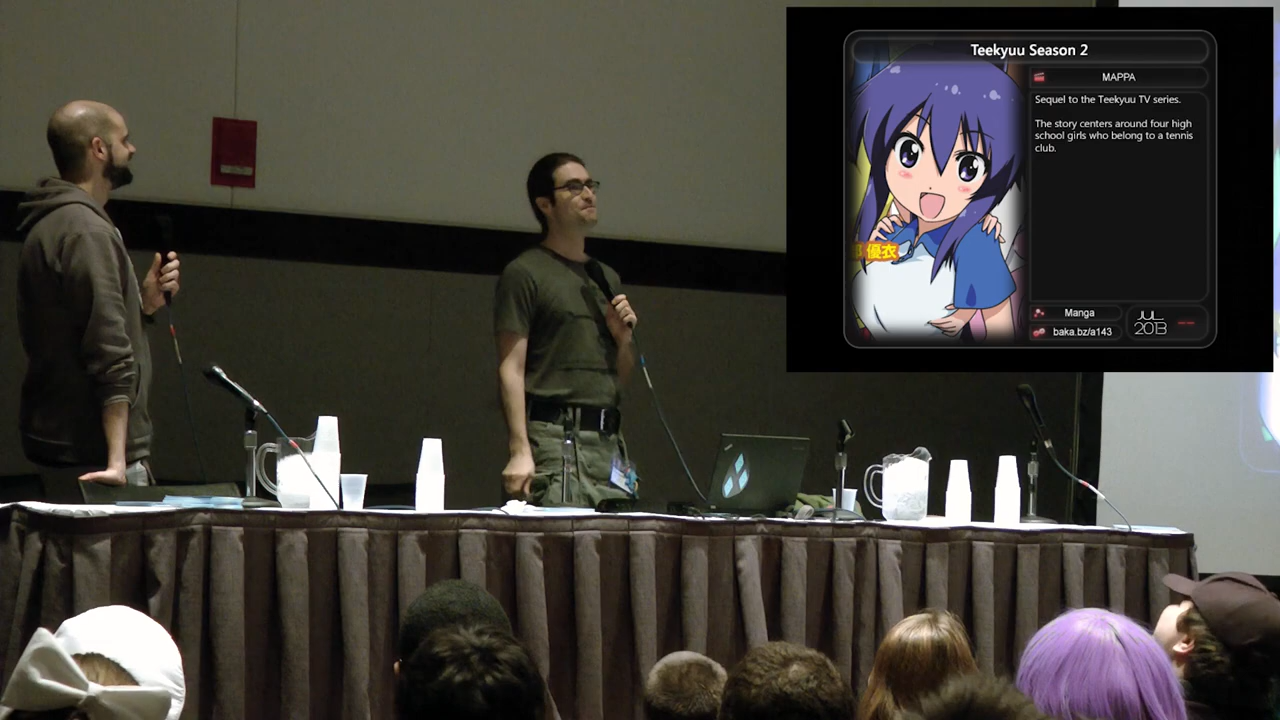 Teekyuu Season 2
MAPPA
Sequel to the Teekyuu TV series.
The story centers around four high
school girls who belong to a tennis
club.
優衣
Manga
baka.bz/a143
JUL
2013
--